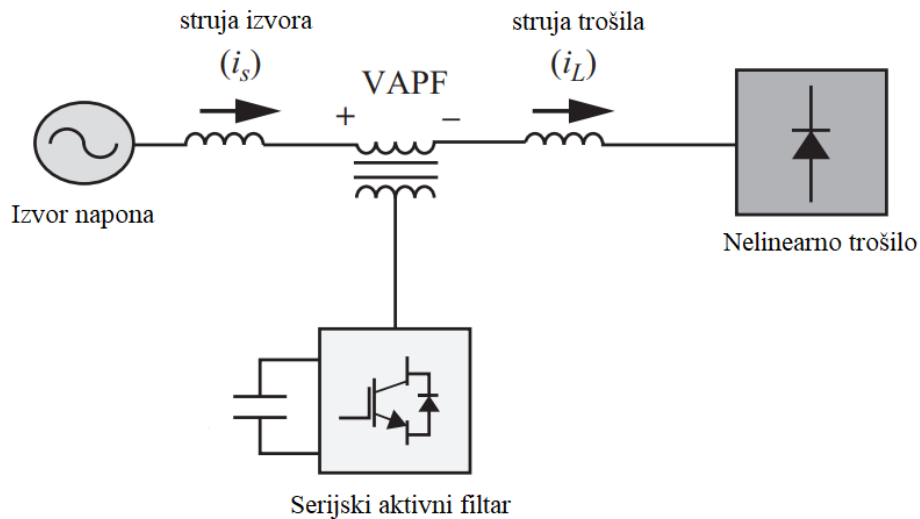 struja izvora
(i_s)
VAPF
+ −
struja trošila
(i_L)
Izvor napona
Nelinearno trošilo
Serijski aktivni filtar